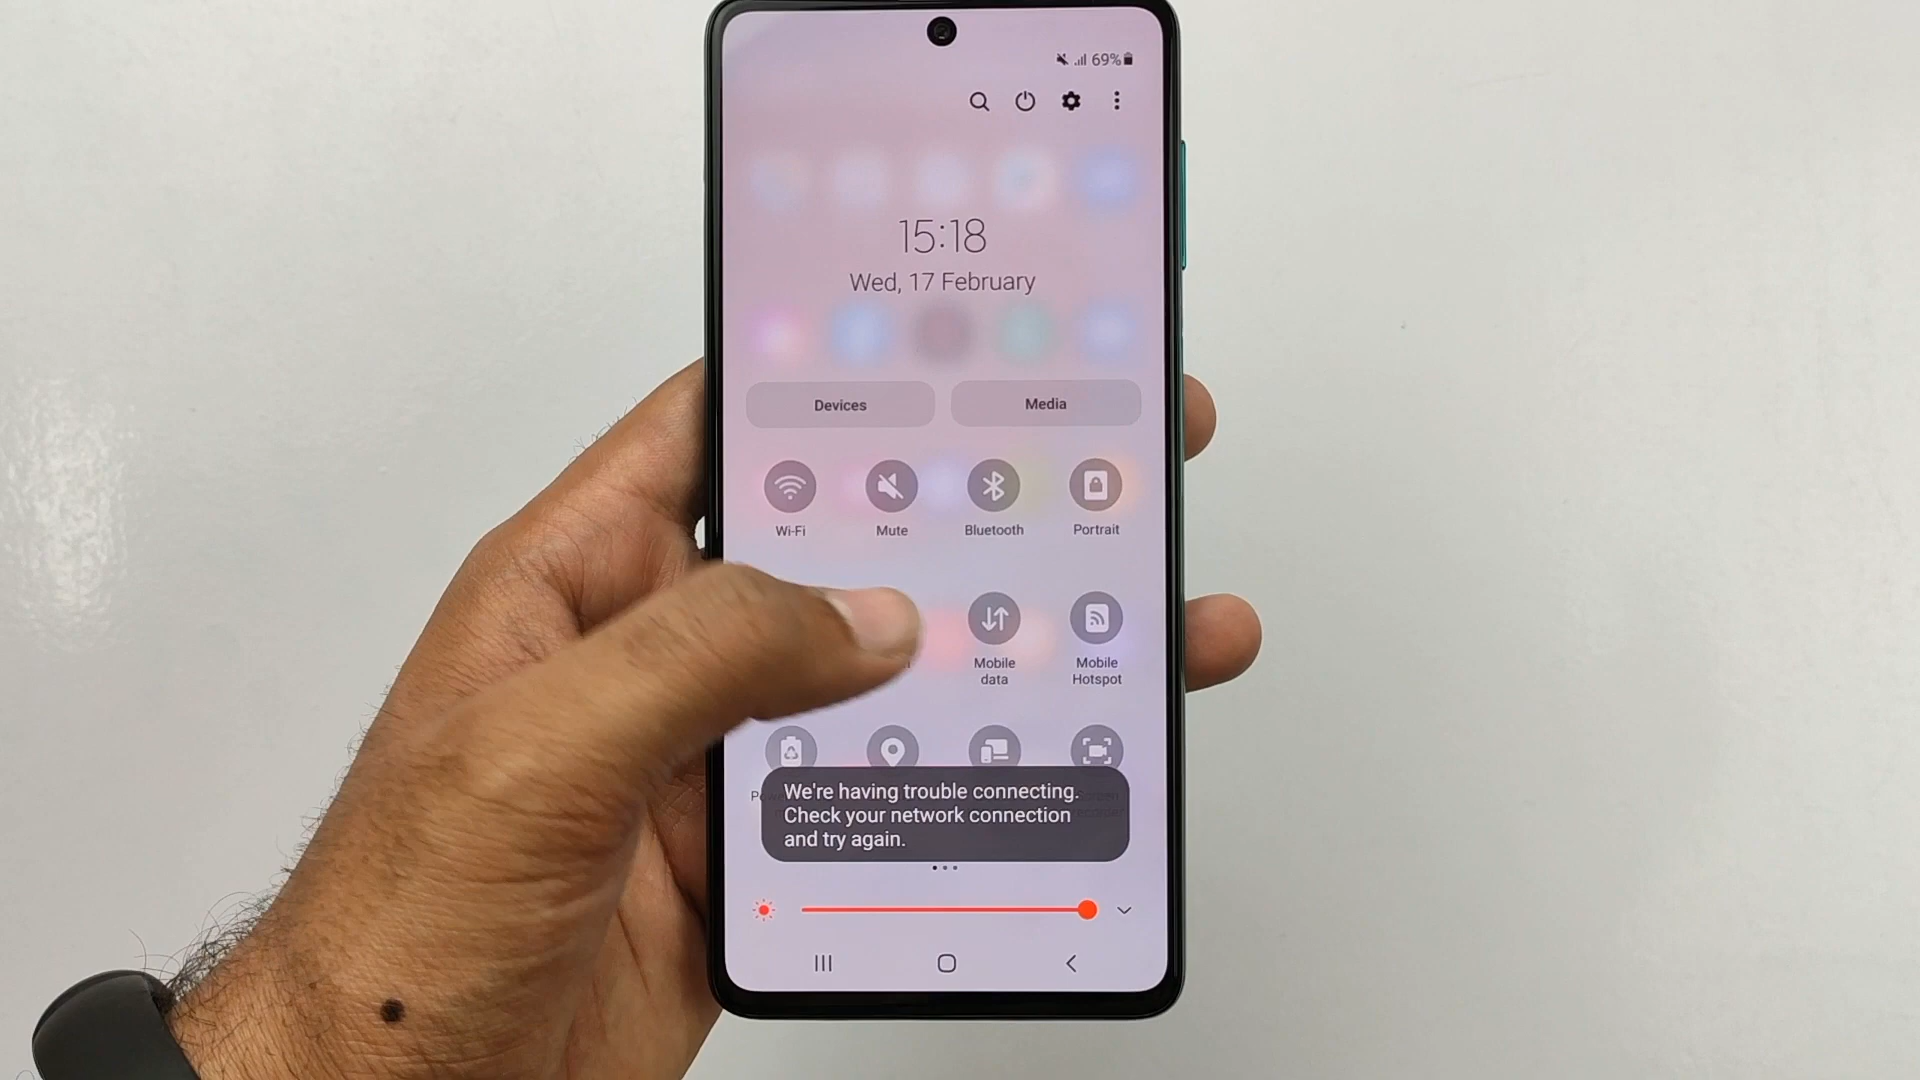 69%
15:18
Wed, 17 February
Devices
Media
Wi-Fi
Mute
Bluetooth
Portrait
Mobile
data
Mobile
Hotspot
We're having trouble connecting.
Check your network connection
and try again.